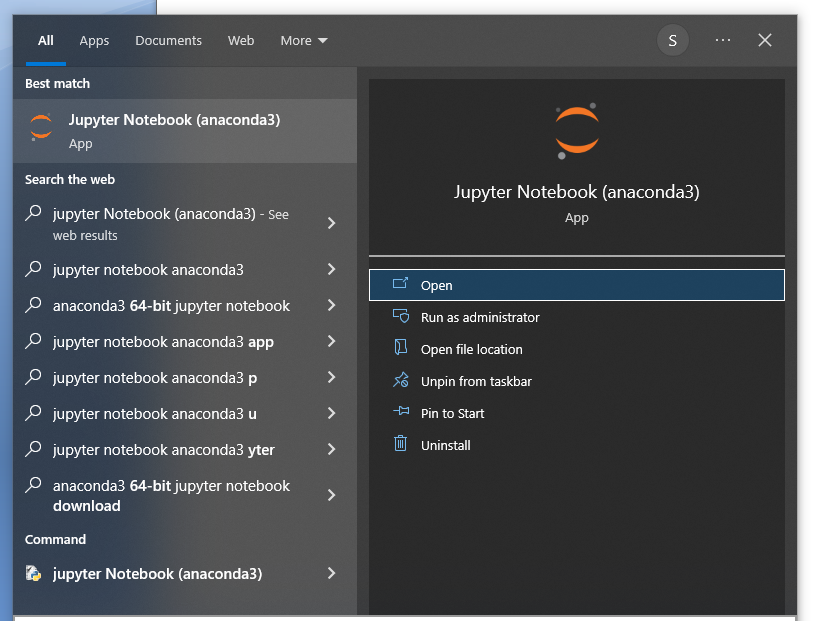 All Apps Documents Web More S ...
Best match
Jupyter Notebook (anaconda3)
App
Search the web
jupyter Notebook (anaconda3) - See
web results
jupyter notebook anaconda3
anaconda3 64-bit jupyter notebook
jupyter notebook anaconda3 app
jupyter notebook anaconda3 p
jupyter notebook anaconda3 u
jupyter notebook anaconda3 yter
anaconda3 64-bit jupyter notebook
download
Command
jupyter Notebook (anaconda3)
Jupyter Notebook (anaconda3)
App
Open
Run as administrator
Open file location
Unpin from taskbar
Pin to Start
Uninstall